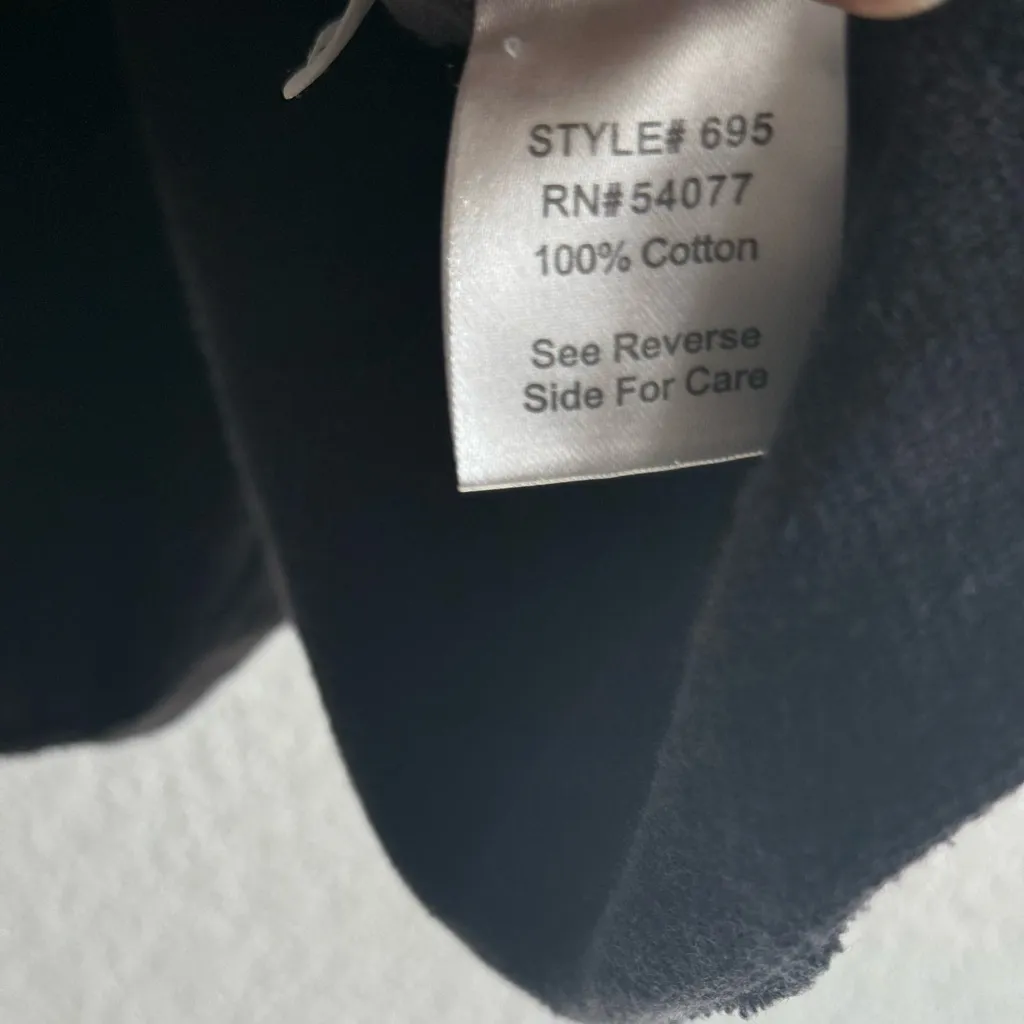 STYLE# 695
RN#54077
100% Cotton
See Reverse
Side For Care